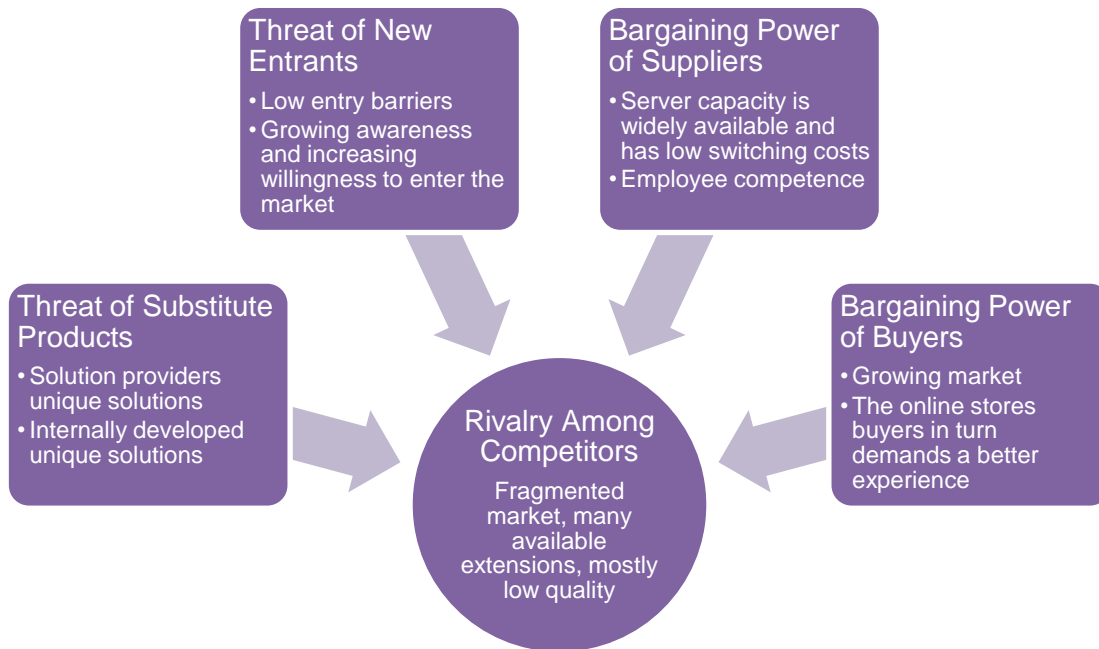 Threat of New
Entrants
• Low entry barriers
• Growing awareness
and increasing
willingness to enter the
market
Bargaining Power
of Suppliers
• Server capacity is
widely available and
has low switching costs
• Employee competence
Threat of Substitute
Products
• Solution providers
unique solutions
• Internally developed
unique solutions
Bargaining Power
of Buyers
• Growing market
• The online stores
buyers in turn
demands a better
experience
Rivalry Among
Competitors
Fragmented
market, many
available
extensions, mostly
low quality